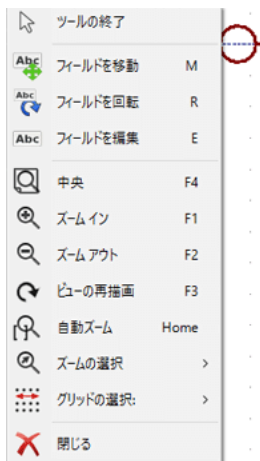 ツールの終了
Abc フィールドを移動 M
Abc フィールドを回転 R
Abc フィールドを編集 E
中央 F4
ズーム イン F1
ズーム アウト F2
ビューの再描画 F3
自動ズーム Home
ズームの選択
グリッドの選択:
閉じる